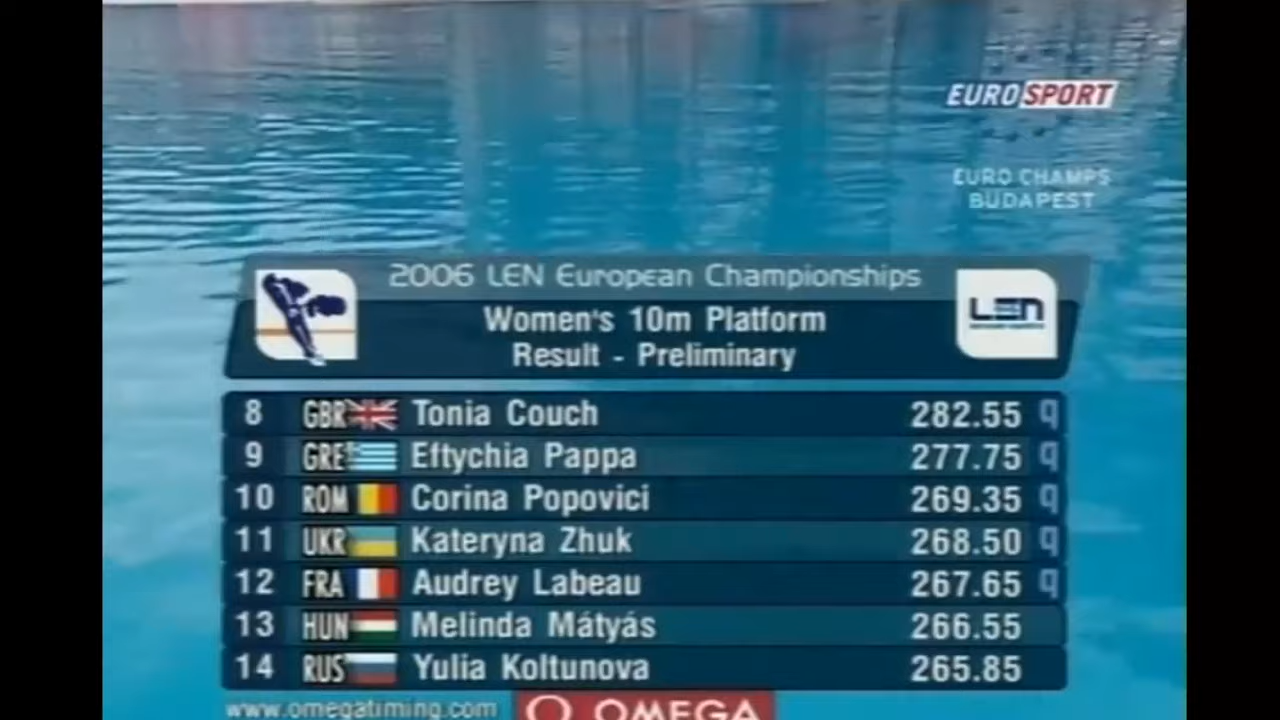 EUROSPORT
EURO CHAMPS
BUDAPEST
2006 LEN European Championships
LEN
Women's 10m Platform
Result - Preliminary
8 GBR Tonia Couch 282.55 q
9 GRE Eftychia Pappa 277.75 q
10 ROM Corina Popovici 269.35 q
11 UKR Kateryna Zhuk 268.50 q
12 FRA Audrey Labeau 267.65 q
13 HUN Melinda Mátyás 266.55
14 RUS Yulia Koltunova 265.85
www.omegatiming.com OMEGA